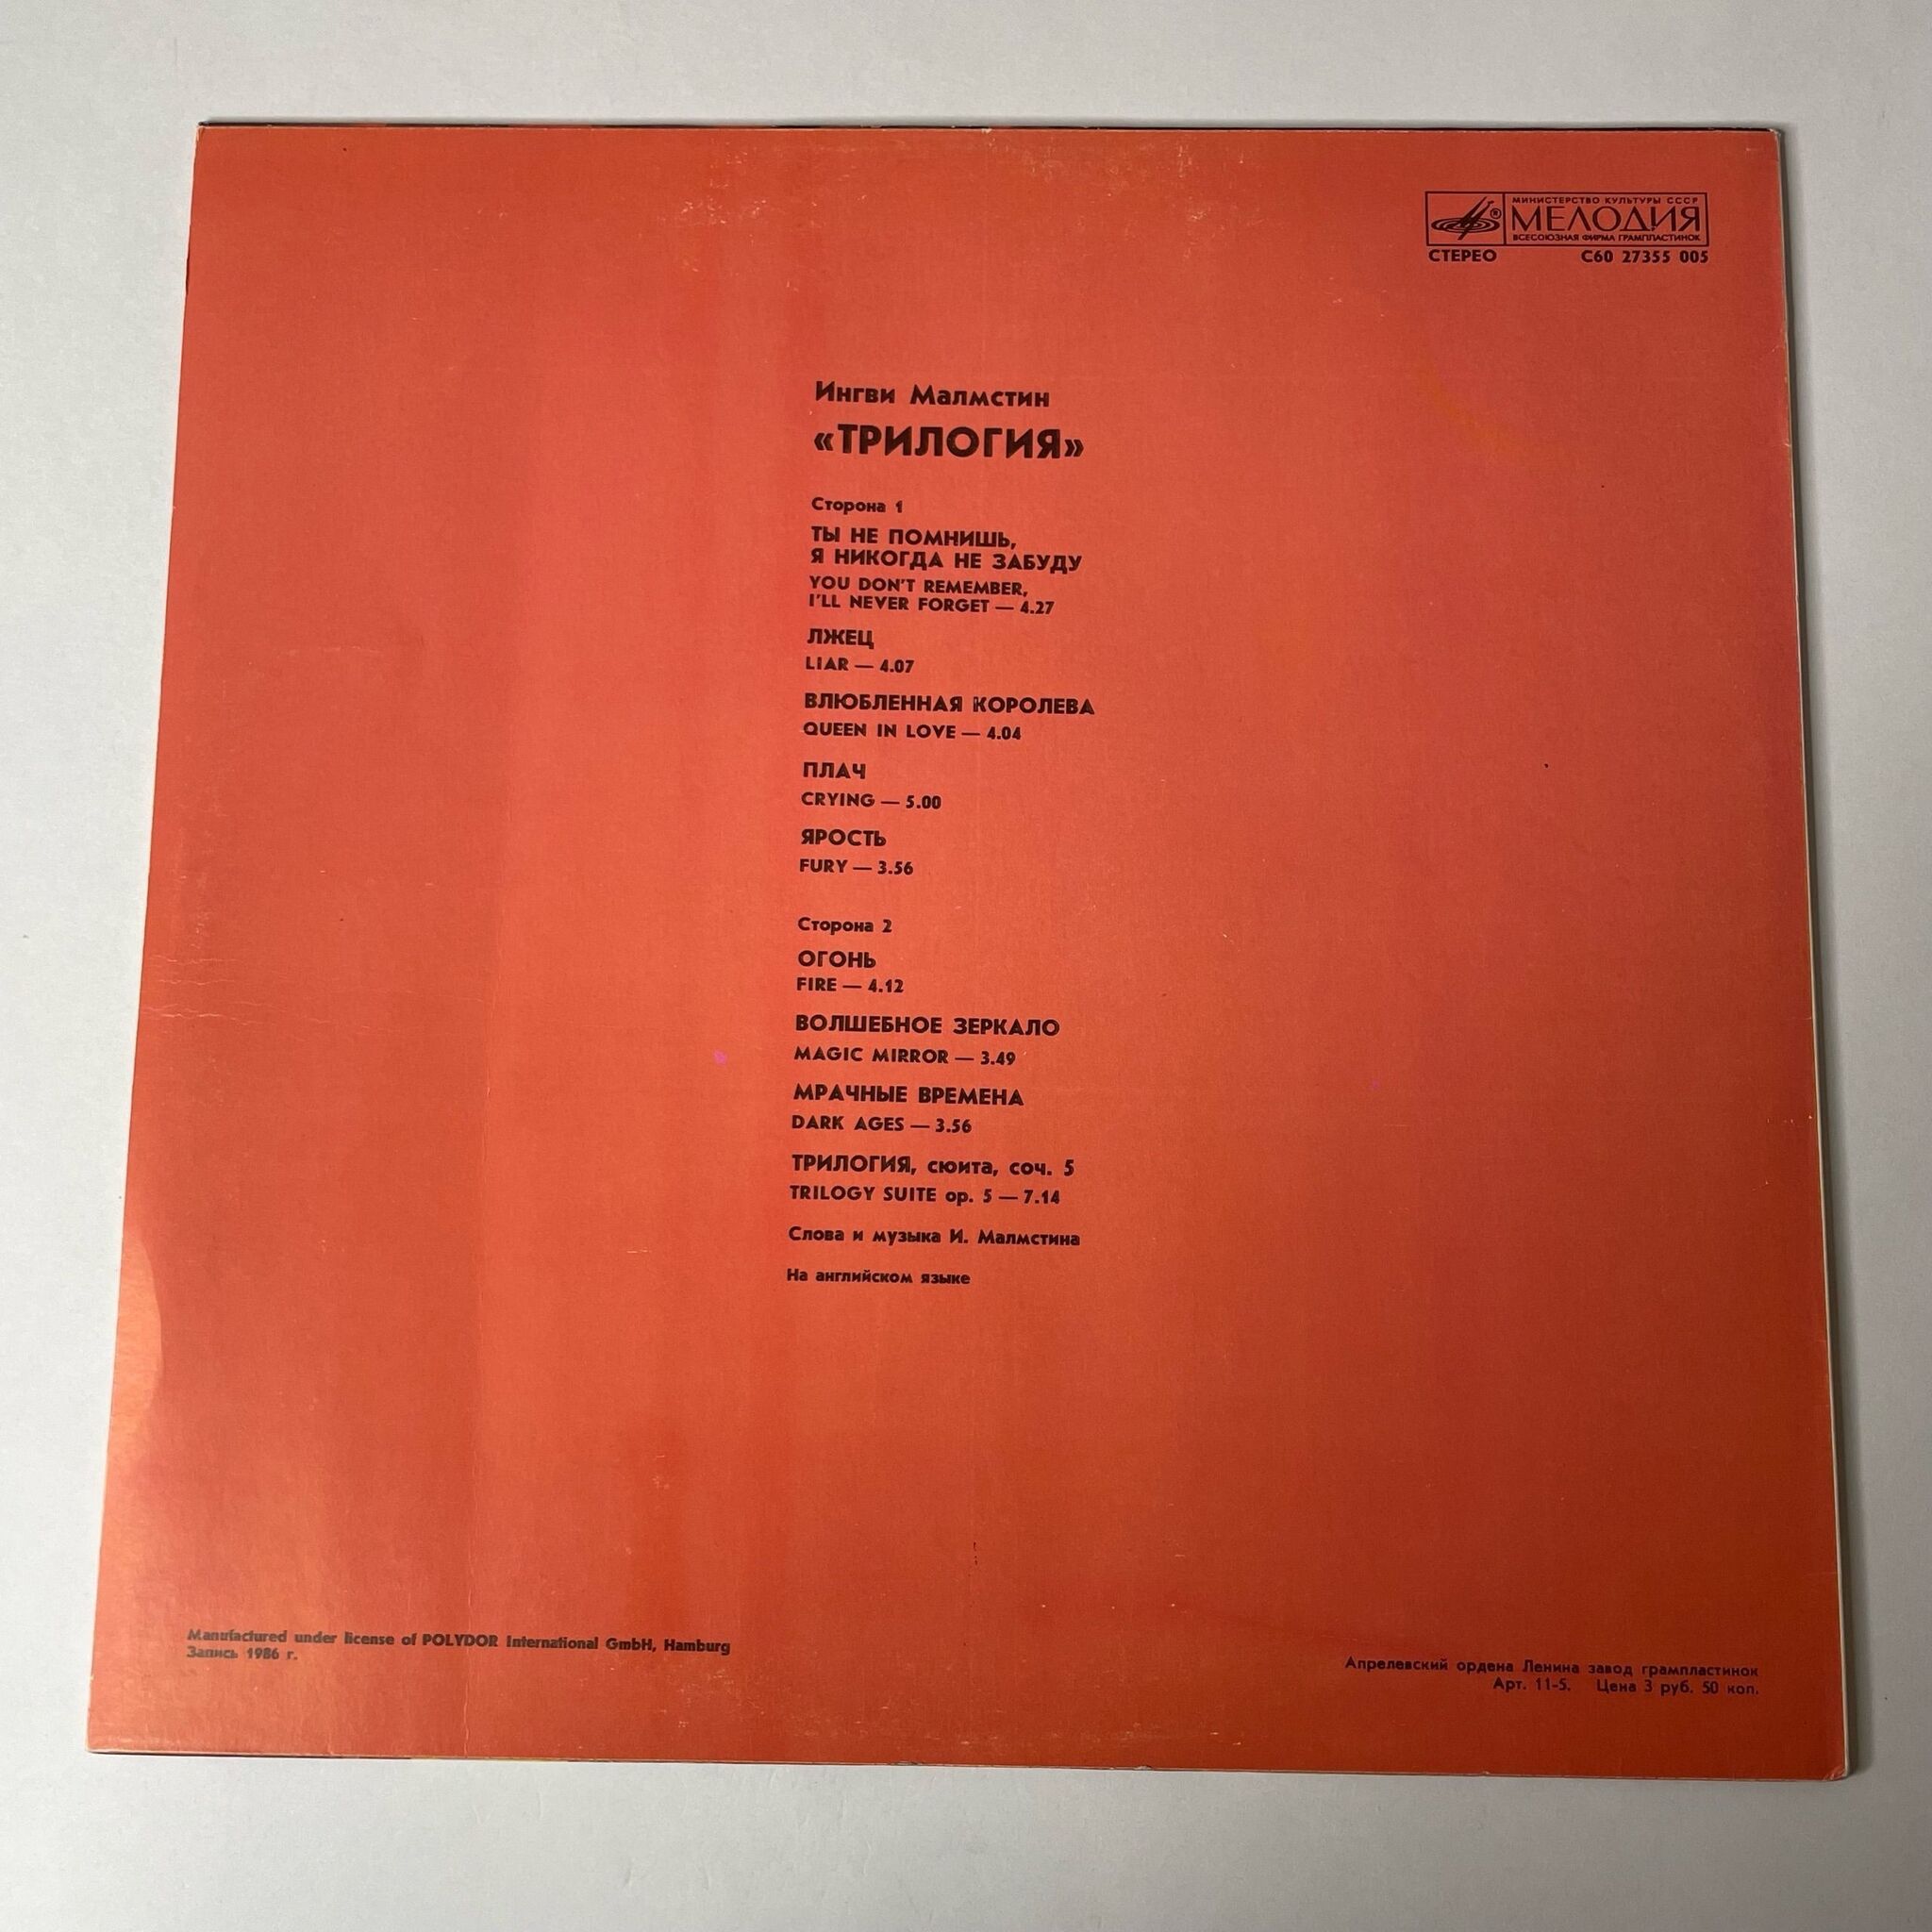 МИНИСТЕРСТВО КУЛЬТУРЫ СССР
® МЕЛОДИЯ
ВСЕСОЮЗНАЯ ФИРМА ГРАМПЛАСТИНОК
СТЕРЕО С60 27355 005
Ингви Малмстин
«ТРИЛОГИЯ»
Сторона 1
ТЫ НЕ ПОМНИШЬ,
Я НИКОГДА НЕ ЗАБУДУ
YOU DON'T REMEMBER,
I'LL NEVER FORGET — 4.27
ЛЖЕЦ
LIAR — 4.07
ВЛЮБЛЕННАЯ КОРОЛЕВА
QUEEN IN LOVE — 4.04
ПЛАЧ
CRYING — 5.00
ЯРОСТЬ
FURY — 3.56
Сторона 2
ОГОНЬ
FIRE — 4.12
ВОЛШЕБНОЕ ЗЕРКАЛО
MAGIC MIRROR — 3.49
МРАЧНЫЕ ВРЕМЕНА
DARK AGES — 3.56
ТРИЛОГИЯ, сюита, соч. 5
TRILOGY SUITE op. 5 — 7.14
Слова и музыка И. Малмстина
На английском языке
Manufactured under license of POLYDOR International GmbH, Hamburg
Запись 1986 г.
Апрелевский ордена Ленина завод грампластинок
Арт. 11-5. Цена 3 руб. 50 коп.